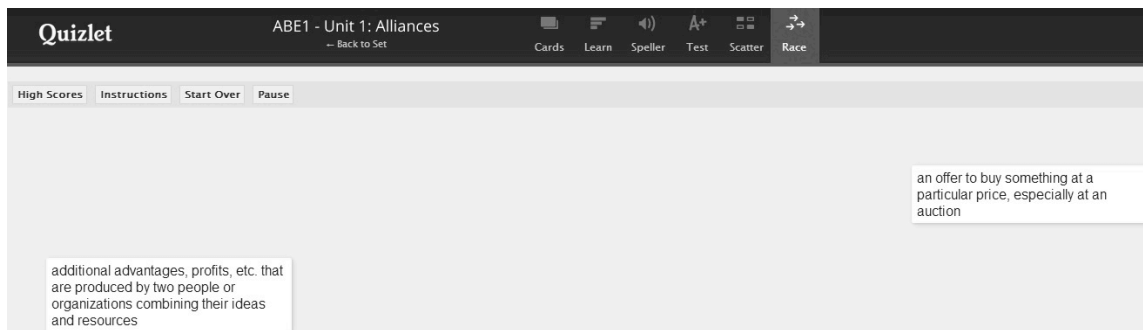 Quizlet
ABE1 - Unit 1: Alliances
← Back to Set
Cards Learn Speller A+ Test Scatter Race
High Scores Instructions Start Over Pause
an offer to buy something at a
particular price, especially at an
auction
additional advantages, profits, etc. that
are produced by two people or
organizations combining their ideas
and resources